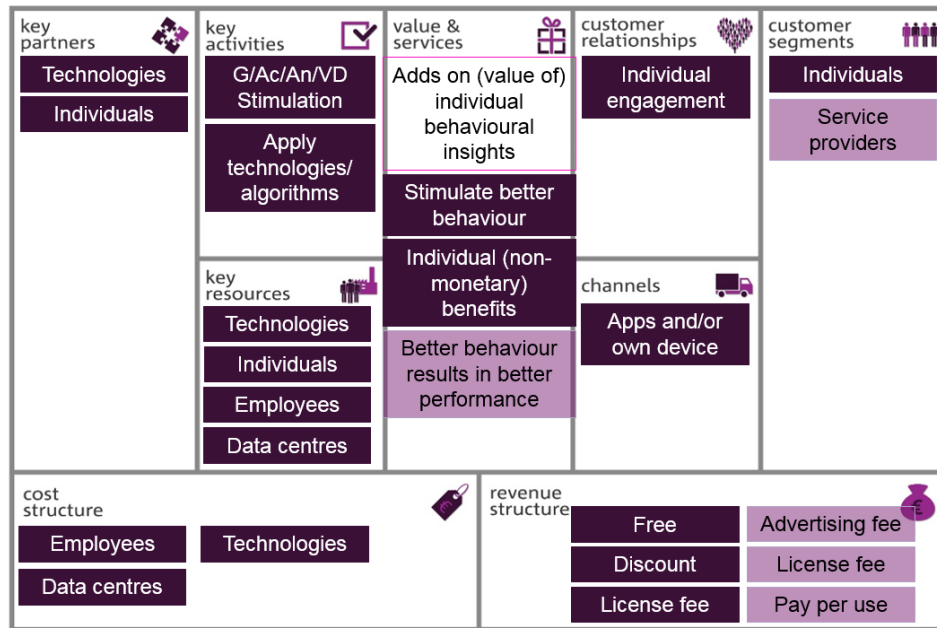 key
partners
Technologies
Individuals
key
activities
G/Ac/An/VD
Stimulation
Apply
technologies/
algorithms
key
resources
Technologies
Individuals
Employees
Data centres
value &
services
Adds on (value of)
individual
behavioural
insights
Stimulate better
behaviour
Individual (non-
monetary)
benefits
Better behaviour
results in better
performance
customer
relationships
Individual
engagement
channels
Apps and/or
own device
customer
segments
Individuals
Service
providers
cost
structure
Employees
Technologies
Data centres
revenue
structure
€
Free
Advertising fee
Discount
License fee
License fee
Pay per use